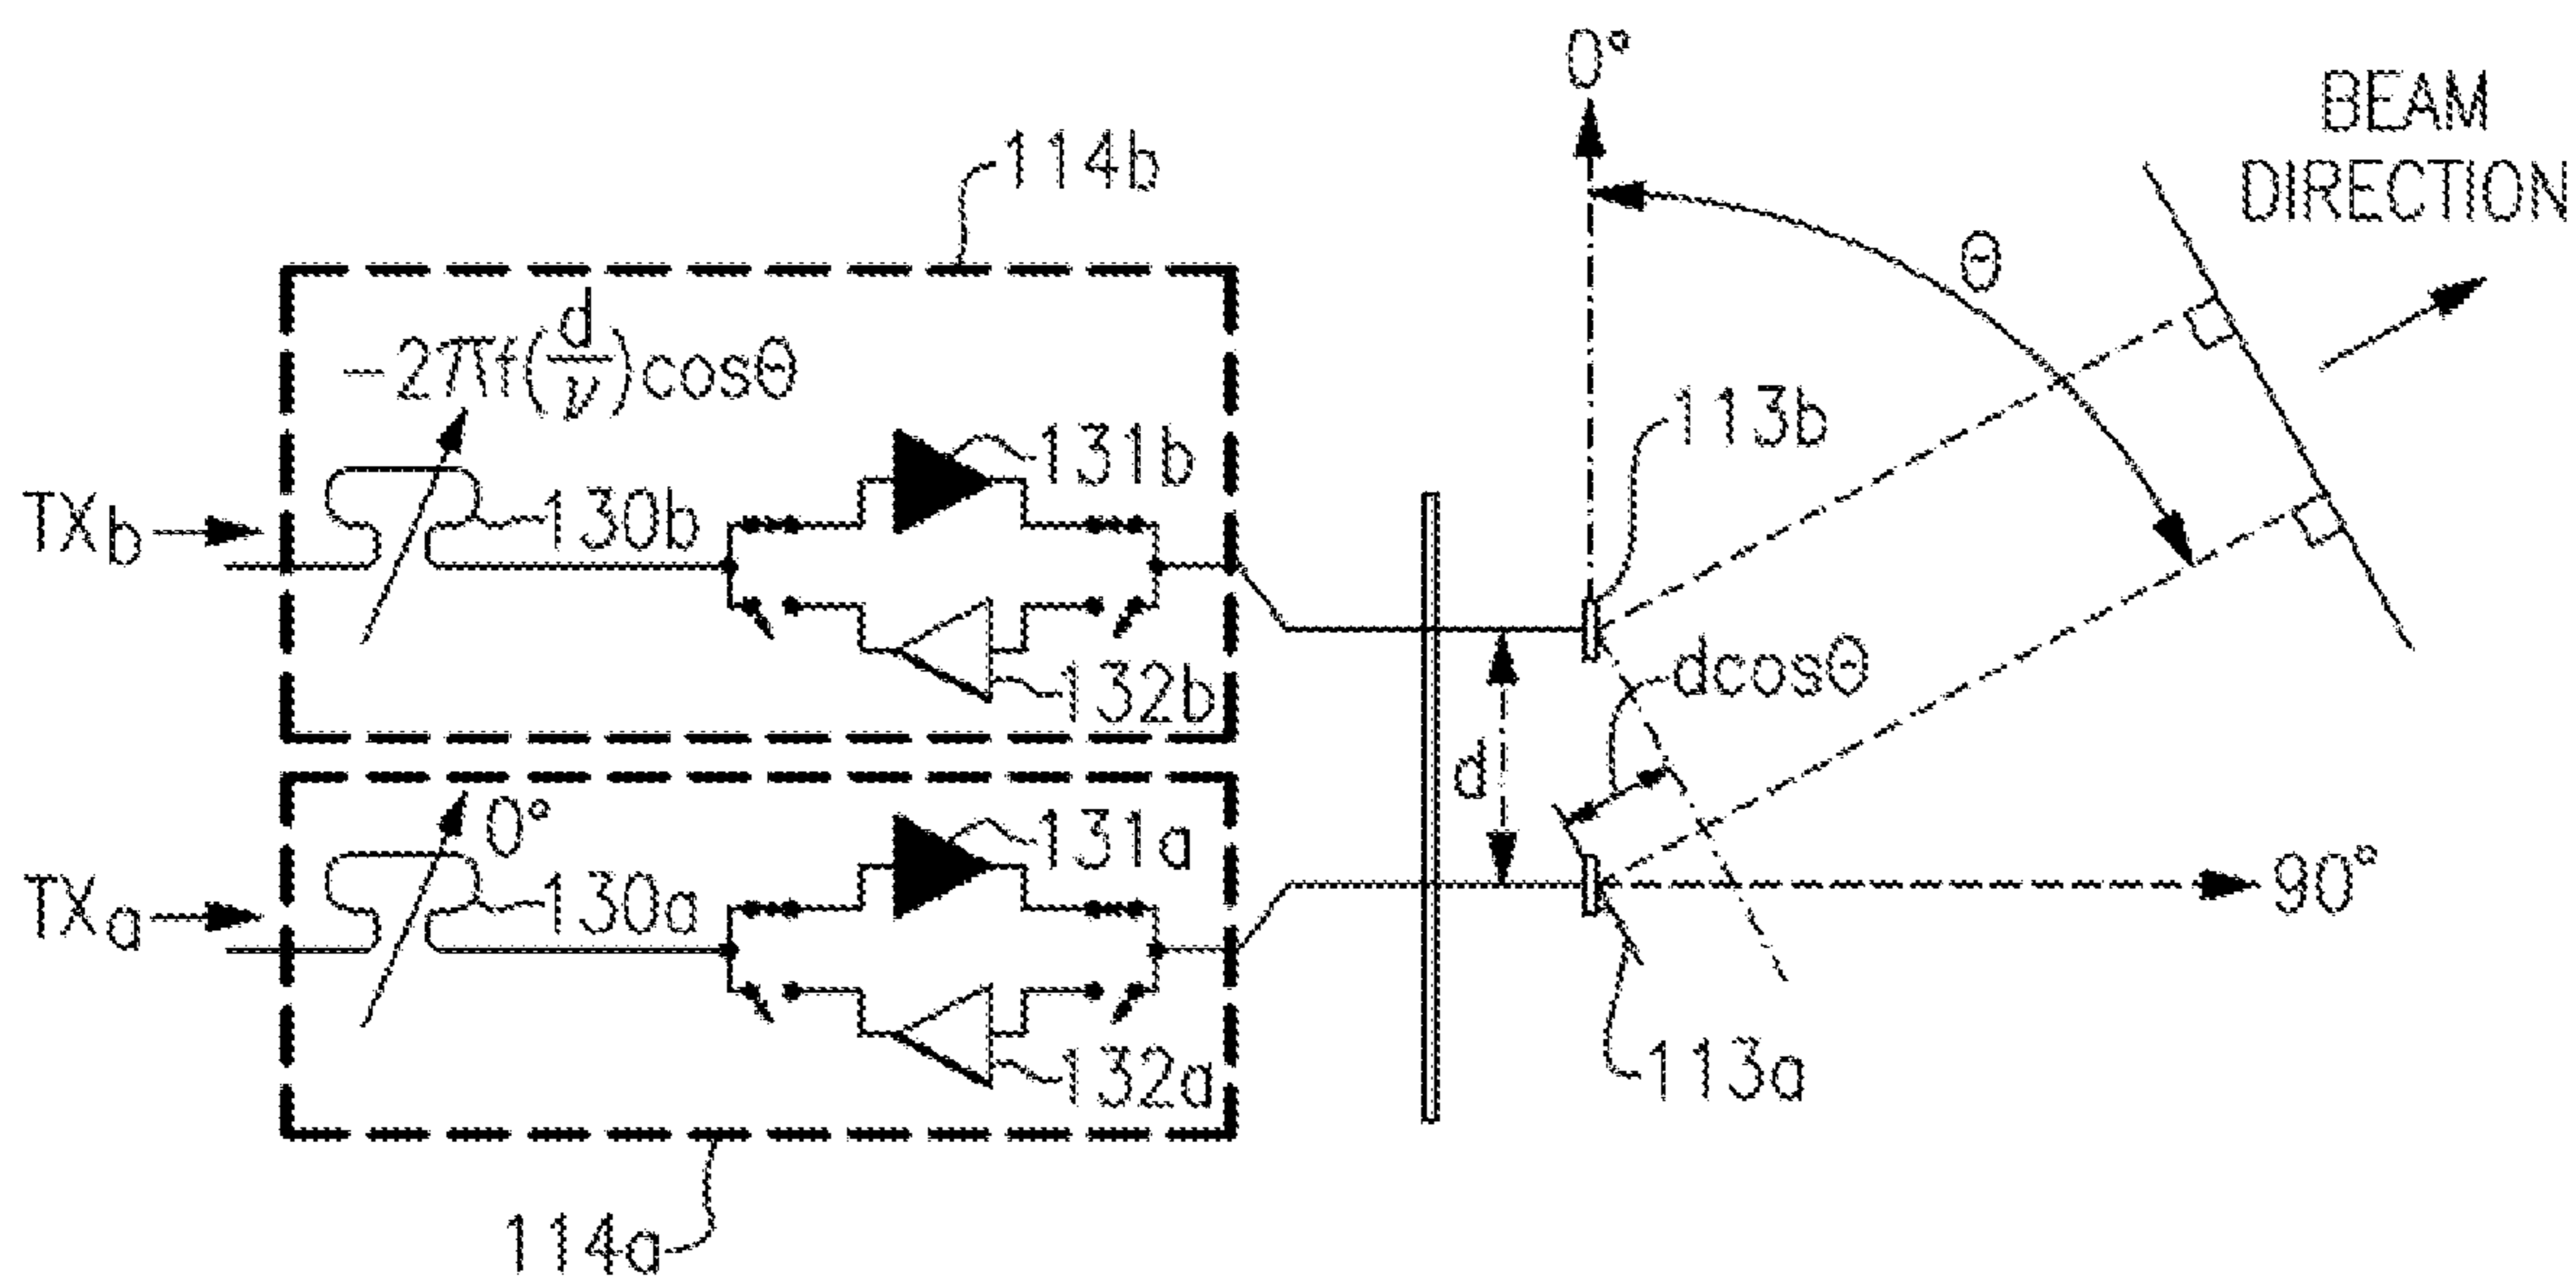 0°
BEAM
DIRECTION
114b
θ
−2πf(d/ν)cosθ
113b
131b
TXb
130b
dcosθ
132b
d
0°
131a
TXa
130a
90°
132a
113a
114a